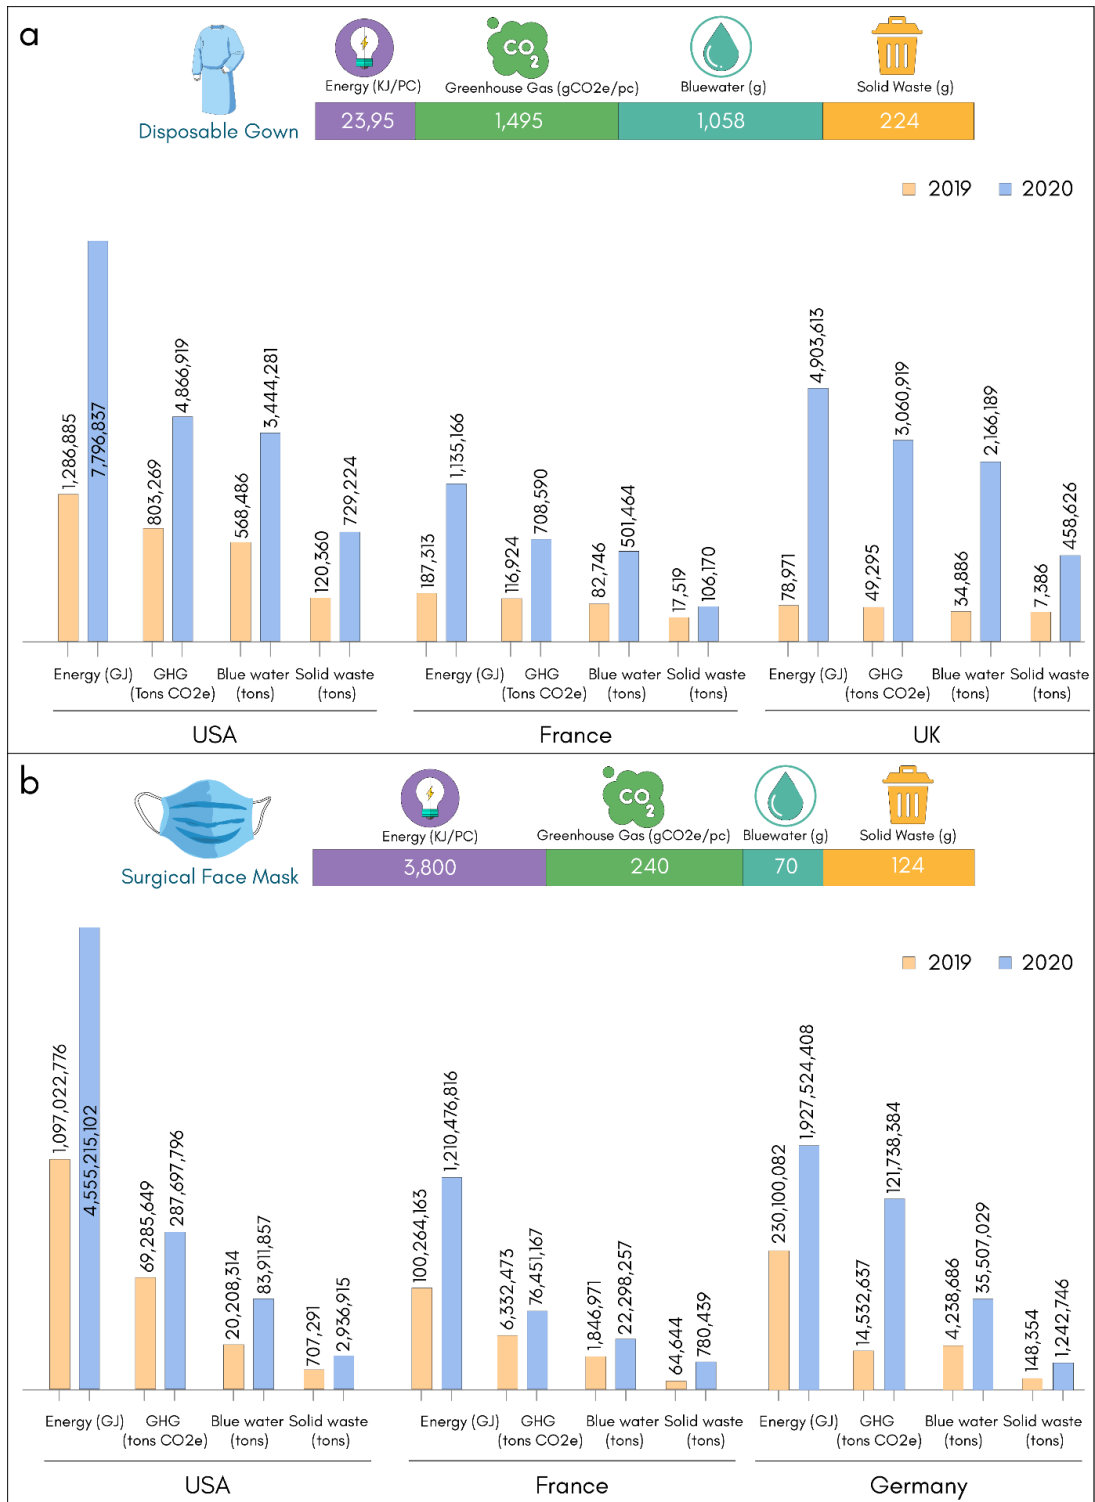 a
CO2
Energy (KJ/PC)
Greenhouse Gas (gCO2e/pc)
Bluewater (g)
Solid Waste (g)
Disposable Gown
23,95
1,495
1,058
224
2019
2020
1,286,885
7,796,837
803,269
4,866,919
568,486
3,444,281
120,360
729,224
187,313
1,135,166
116,924
708,590
82,746
501,464
17,519
106,170
78,971
4,903,613
49,295
3,060,919
34,886
2,166,189
7,386
458,626
Energy (GJ)
GHG
(Tons CO2e)
Blue water
(tons)
Solid waste
(tons)
Energy (GJ)
GHG
(Tons CO2e)
Blue water
(tons)
Solid waste
(tons)
Energy (GJ)
GHG
(tons CO2e)
Blue water
(tons)
Solid waste
(tons)
USA
France
UK
b
CO2
Energy (KJ/PC)
Greenhouse Gas (gCO2e/pc)
Bluewater (g)
Solid Waste (g)
Surgical Face Mask
3,800
240
70
124
2019
2020
1,097,022,776
4,555,215,102
69,285,649
287,697,796
20,208,314
83,911,857
707,291
2,936,915
100,264,163
1,210,476,816
6,332,473
76,451,167
1,846,971
22,298,257
64,644
780,439
230,100,082
1,927,524,408
14,532,637
121,738,384
4,238,686
35,507,029
148,354
1,242,746
Energy (GJ)
GHG
(tons CO2e)
Blue water
(tons)
Solid waste
(tons)
Energy (GJ)
GHG
(tons CO2e)
Blue water
(tons)
Solid waste
(tons)
Energy (GJ)
GHG
(tons CO2e)
Blue water
(tons)
Solid waste
(tons)
USA
France
Germany